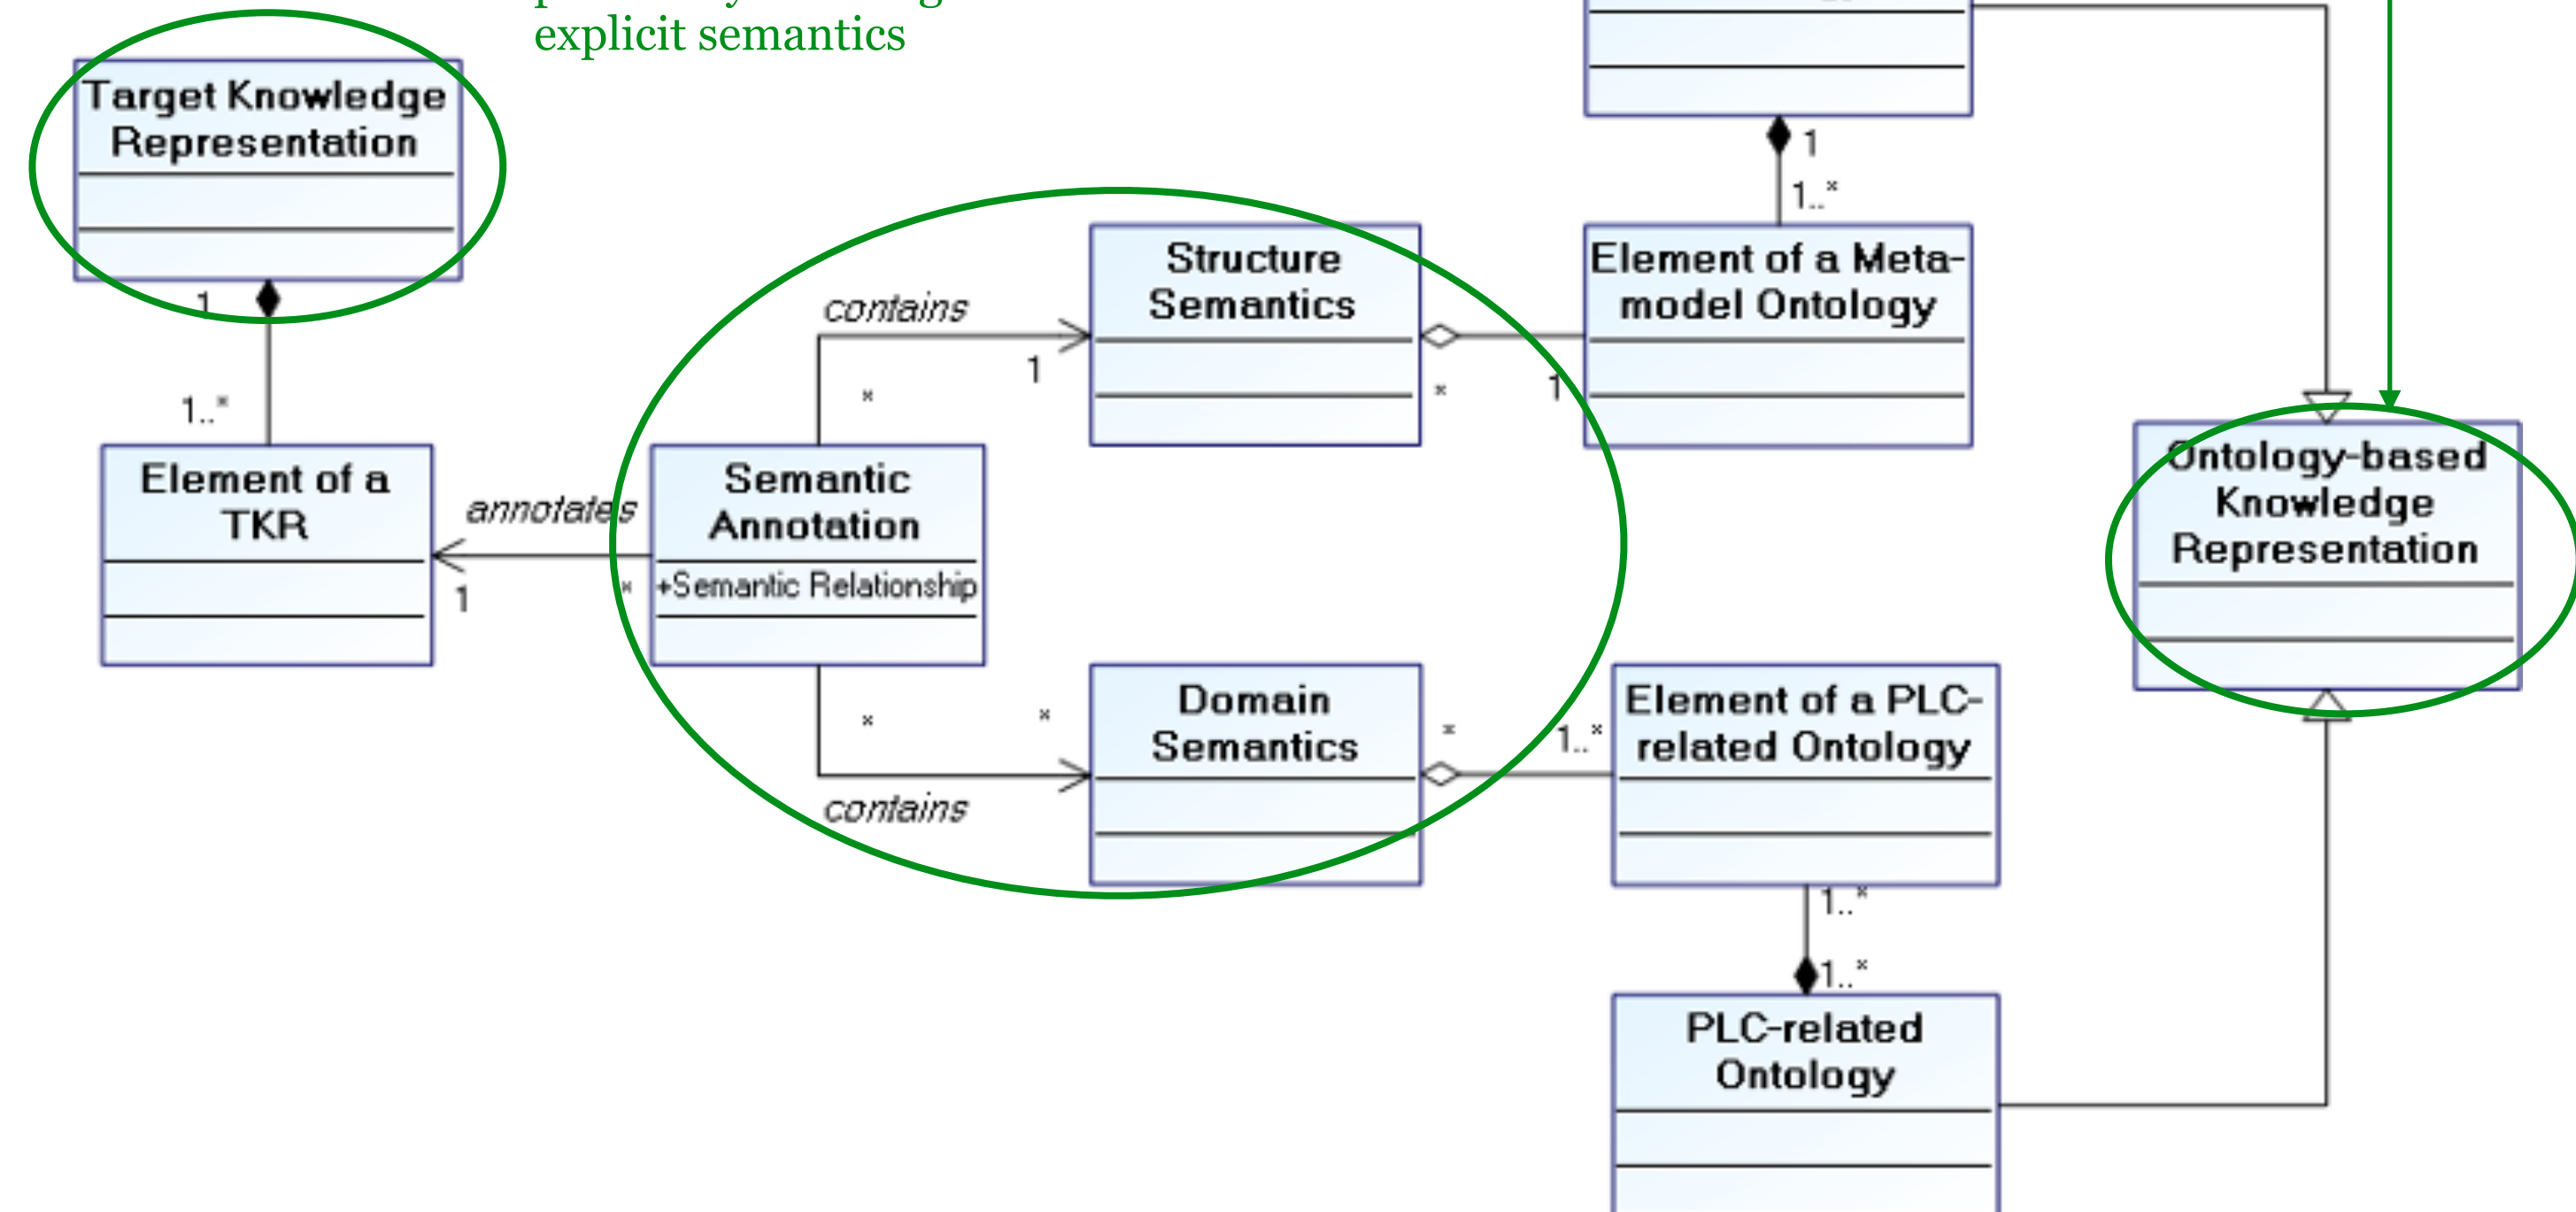 explicit semantics
Target Knowledge
Representation
1
1..*
Element of a
TKR
annotates
1
*
Semantic
Annotation
+Semantic Relationship
contains
1
*
Structure
Semantics
*
1
Element of a Meta-
model Ontology
1
1..*
*
*
contains
Domain
Semantics
*
1..*
Element of a PLC-
related Ontology
1..*
1..*
PLC-related
Ontology
Ontology-based
Knowledge
Representation